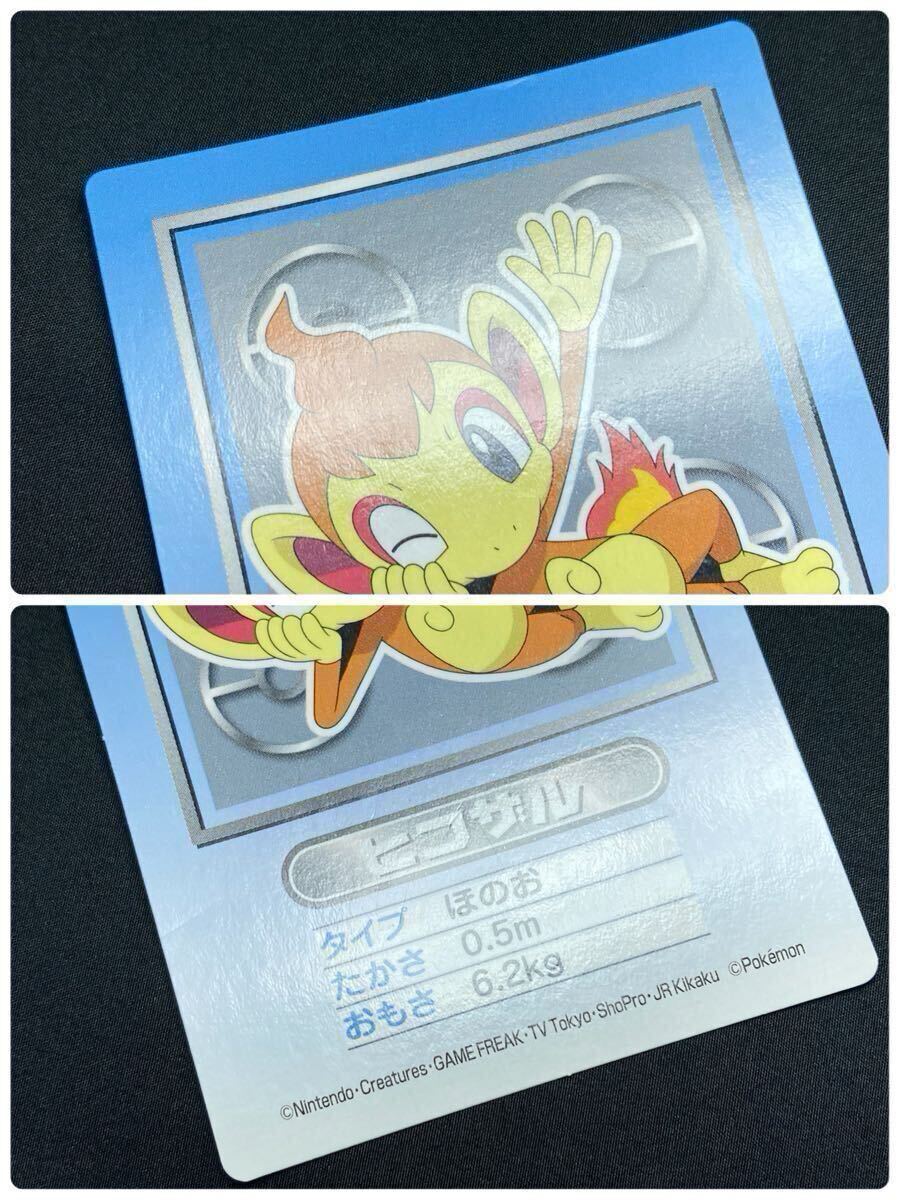 ヒコザル
タイプ ほのお
たかさ 0.5m
おもさ 6.2kg
©Nintendo・Creatures・GAME FREAK・TV Tokyo・ShoPro・JR Kikaku ©Pokémon